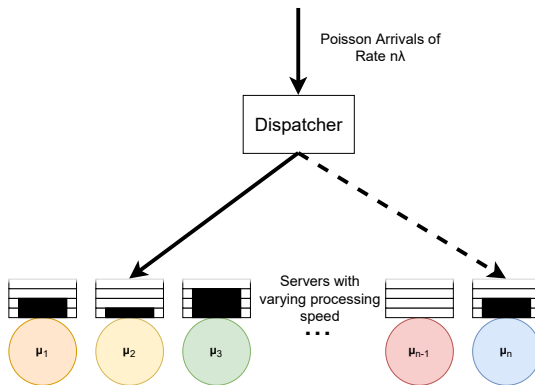 Poisson Arrivals of
Rate nλ
Dispatcher
Servers with
varying processing
speed
...
μ1
μ2
μ3
μn-1
μn